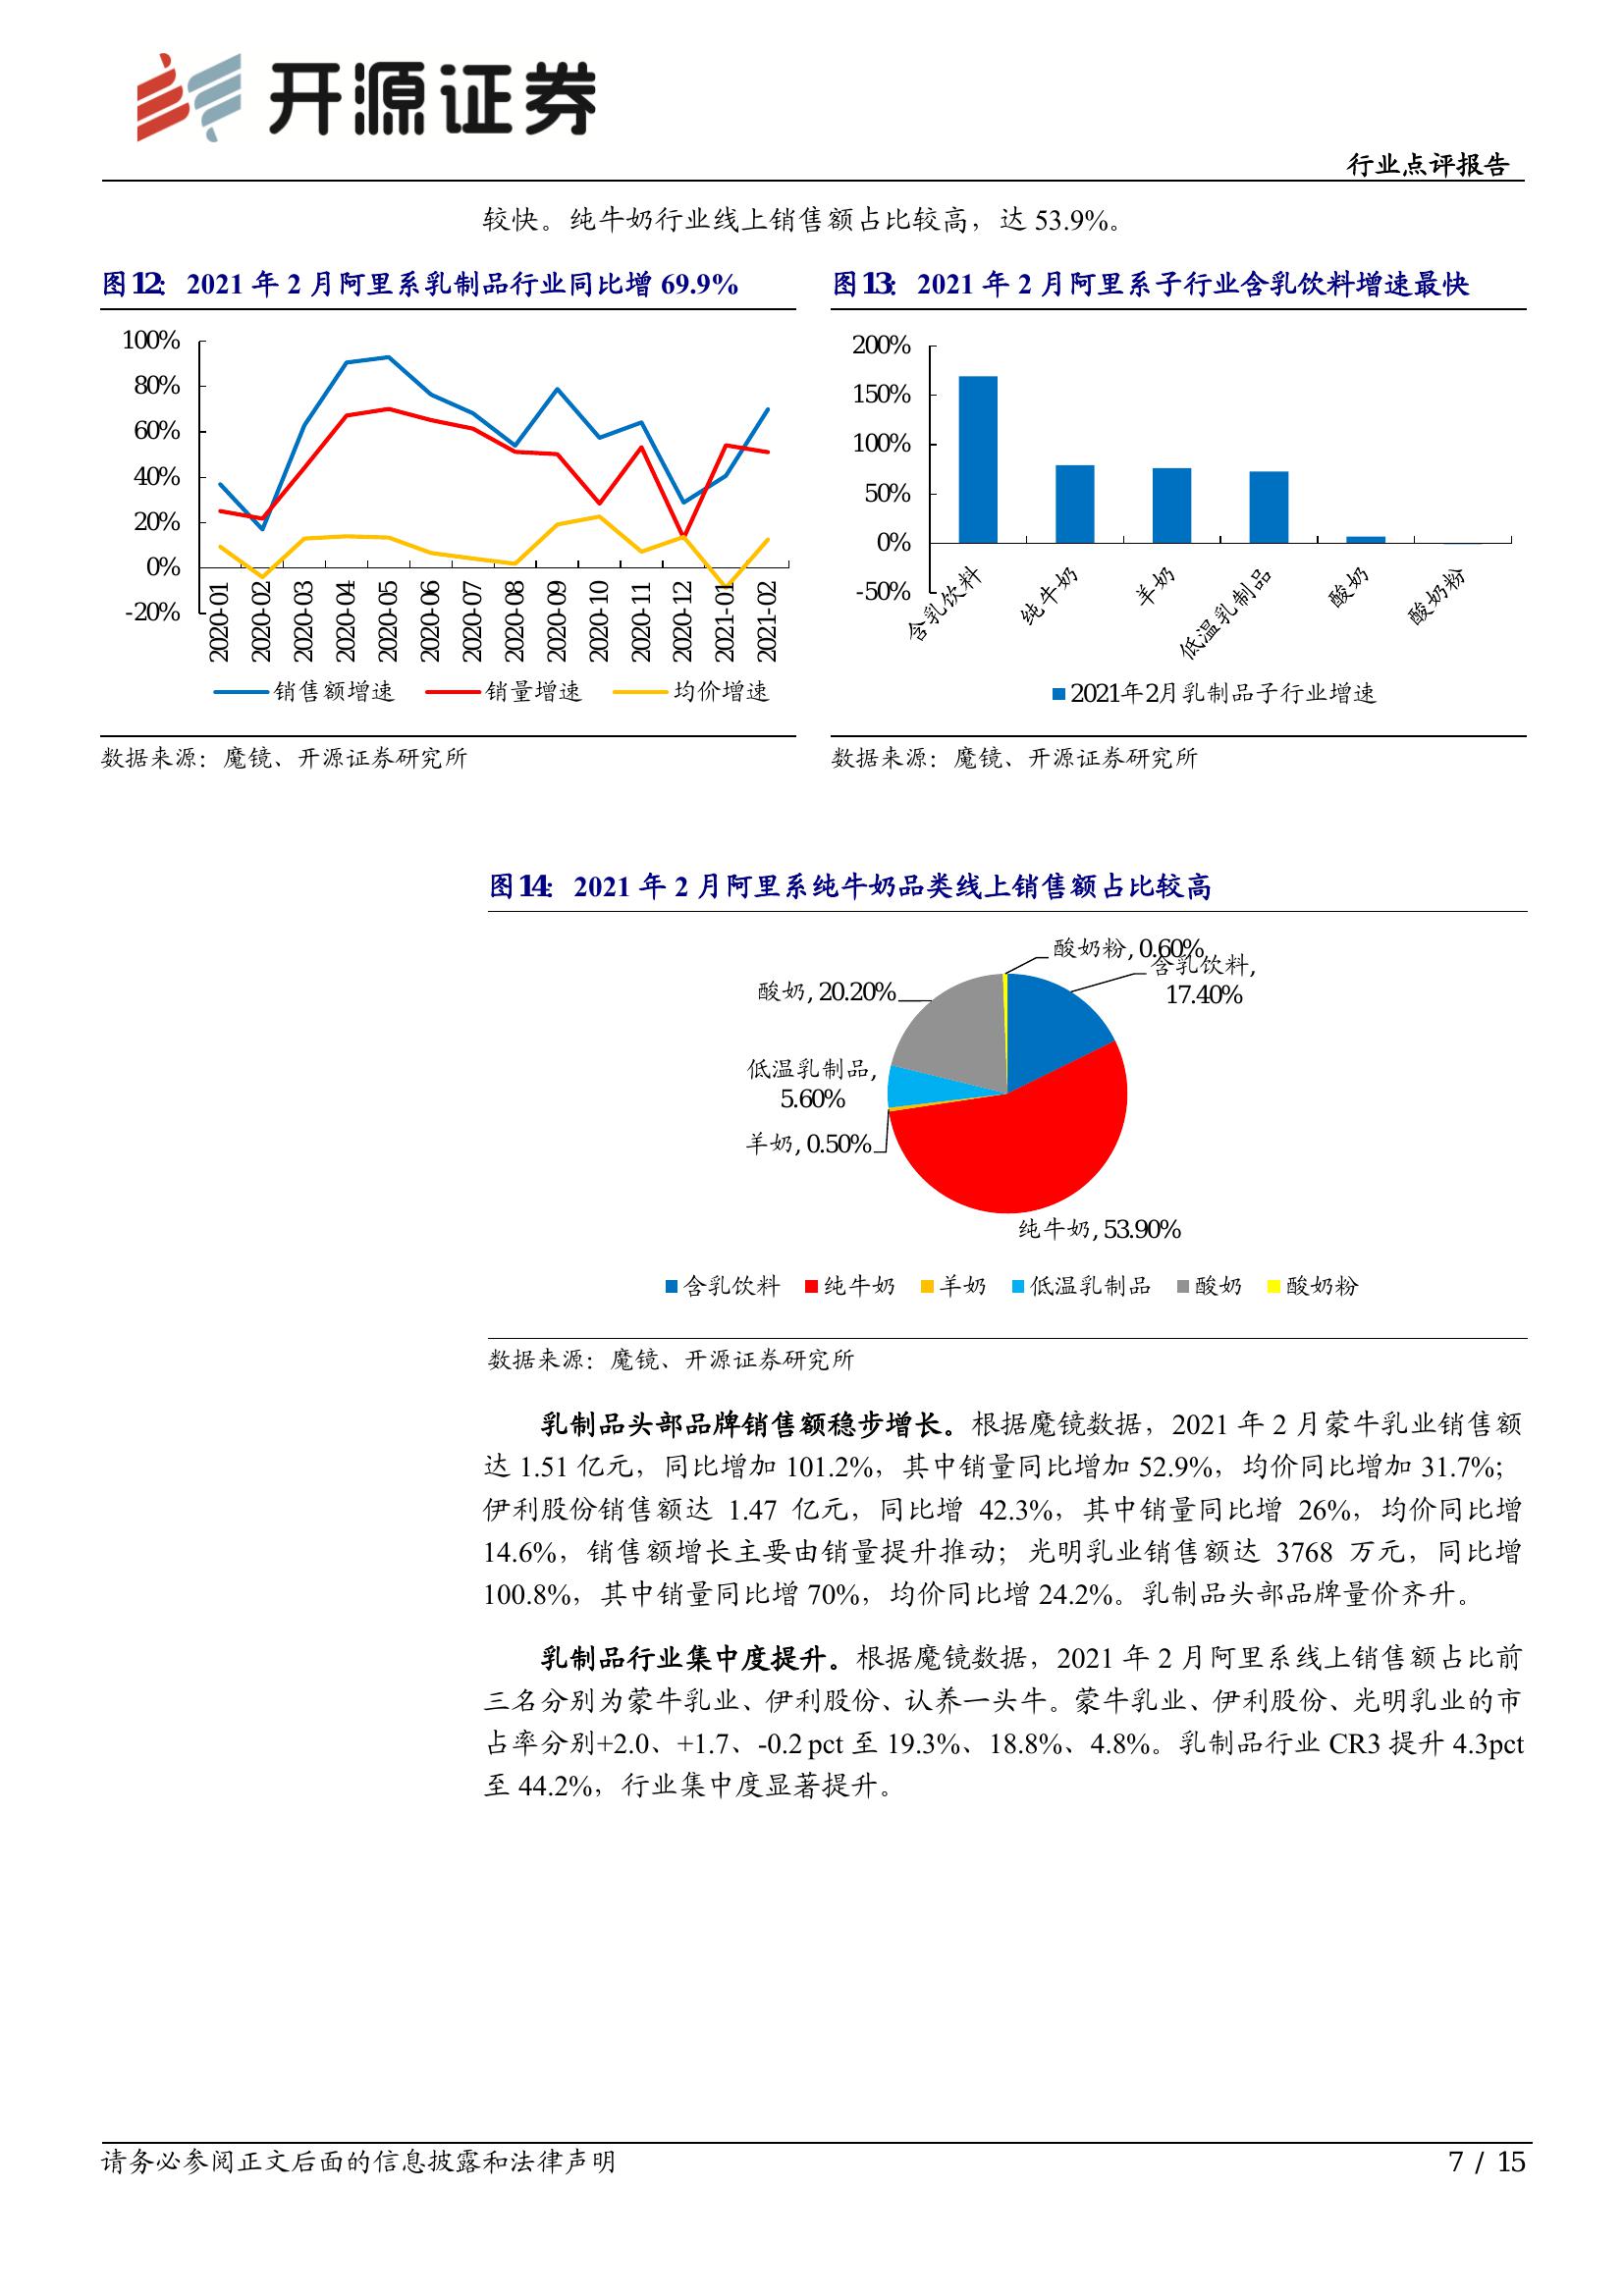 开源证券
行业点评报告
较快。纯牛奶行业线上销售额占比较高，达 53.9%。
图12： 2021 年 2 月阿里系乳制品行业同比增 69.9%
100%
80%
60%
40%
20%
0%
-20%
2020-01
2020-02
2020-03
2020-04
2020-05
2020-06
2020-07
2020-08
2020-09
2020-10
2020-11
2020-12
2021-01
2021-02
销售额增速 销量增速 均价增速
数据来源：魔镜、开源证券研究所
图13： 2021 年 2 月阿里系子行业含乳饮料增速最快
200%
150%
100%
50%
0%
-50%
含乳饮料
纯牛奶
羊奶
低温乳制品
酸奶
酸奶粉
2021年2月乳制品子行业增速
数据来源：魔镜、开源证券研究所
图14： 2021 年 2 月阿里系纯牛奶品类线上销售额占比较高
酸奶粉, 0.60%
含乳饮料,
17.40%
酸奶, 20.20%
低温乳制品,
5.60%
羊奶, 0.50%
纯牛奶, 53.90%
含乳饮料 纯牛奶 羊奶 低温乳制品 酸奶 酸奶粉
数据来源：魔镜、开源证券研究所
乳制品头部品牌销售额稳步增长。根据魔镜数据，2021 年 2 月蒙牛乳业销售额
达 1.51 亿元，同比增加 101.2%，其中销量同比增加 52.9%，均价同比增加 31.7%；
伊利股份销售额达 1.47 亿元，同比增 42.3%，其中销量同比增 26%，均价同比增
14.6%，销售额增长主要由销量提升推动；光明乳业销售额达 3768 万元，同比增
100.8%，其中销量同比增 70%，均价同比增 24.2%。乳制品头部品牌量价齐升。
乳制品行业集中度提升。根据魔镜数据，2021 年 2 月阿里系线上销售额占比前
三名分别为蒙牛乳业、伊利股份、认养一头牛。蒙牛乳业、伊利股份、光明乳业的市
占率分别+2.0、+1.7、-0.2 pct 至 19.3%、18.8%、4.8%。乳制品行业 CR3 提升 4.3pct
至 44.2%，行业集中度显著提升。
请务必参阅正文后面的信息披露和法律声明
7 / 15